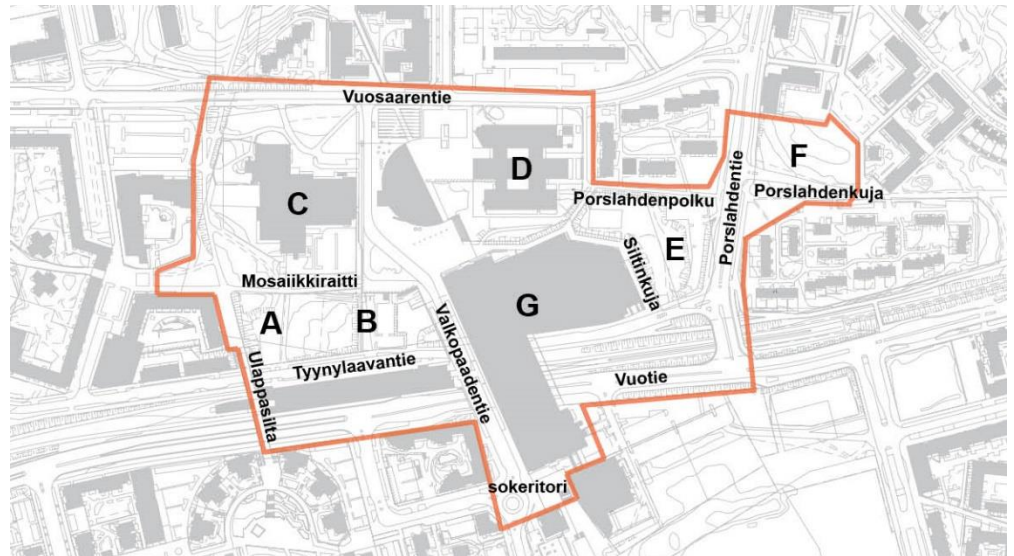 Vuosaarentie
F
D
C
Porslahdenpolku
Porslahdentie
Porslahdenkuja
Siltinkuja
E
Mosaiikkiraitti
G
A
B
Valkopaadentie
Ulappasilta
Tyynylaavantie
Vuotie
sokeritori